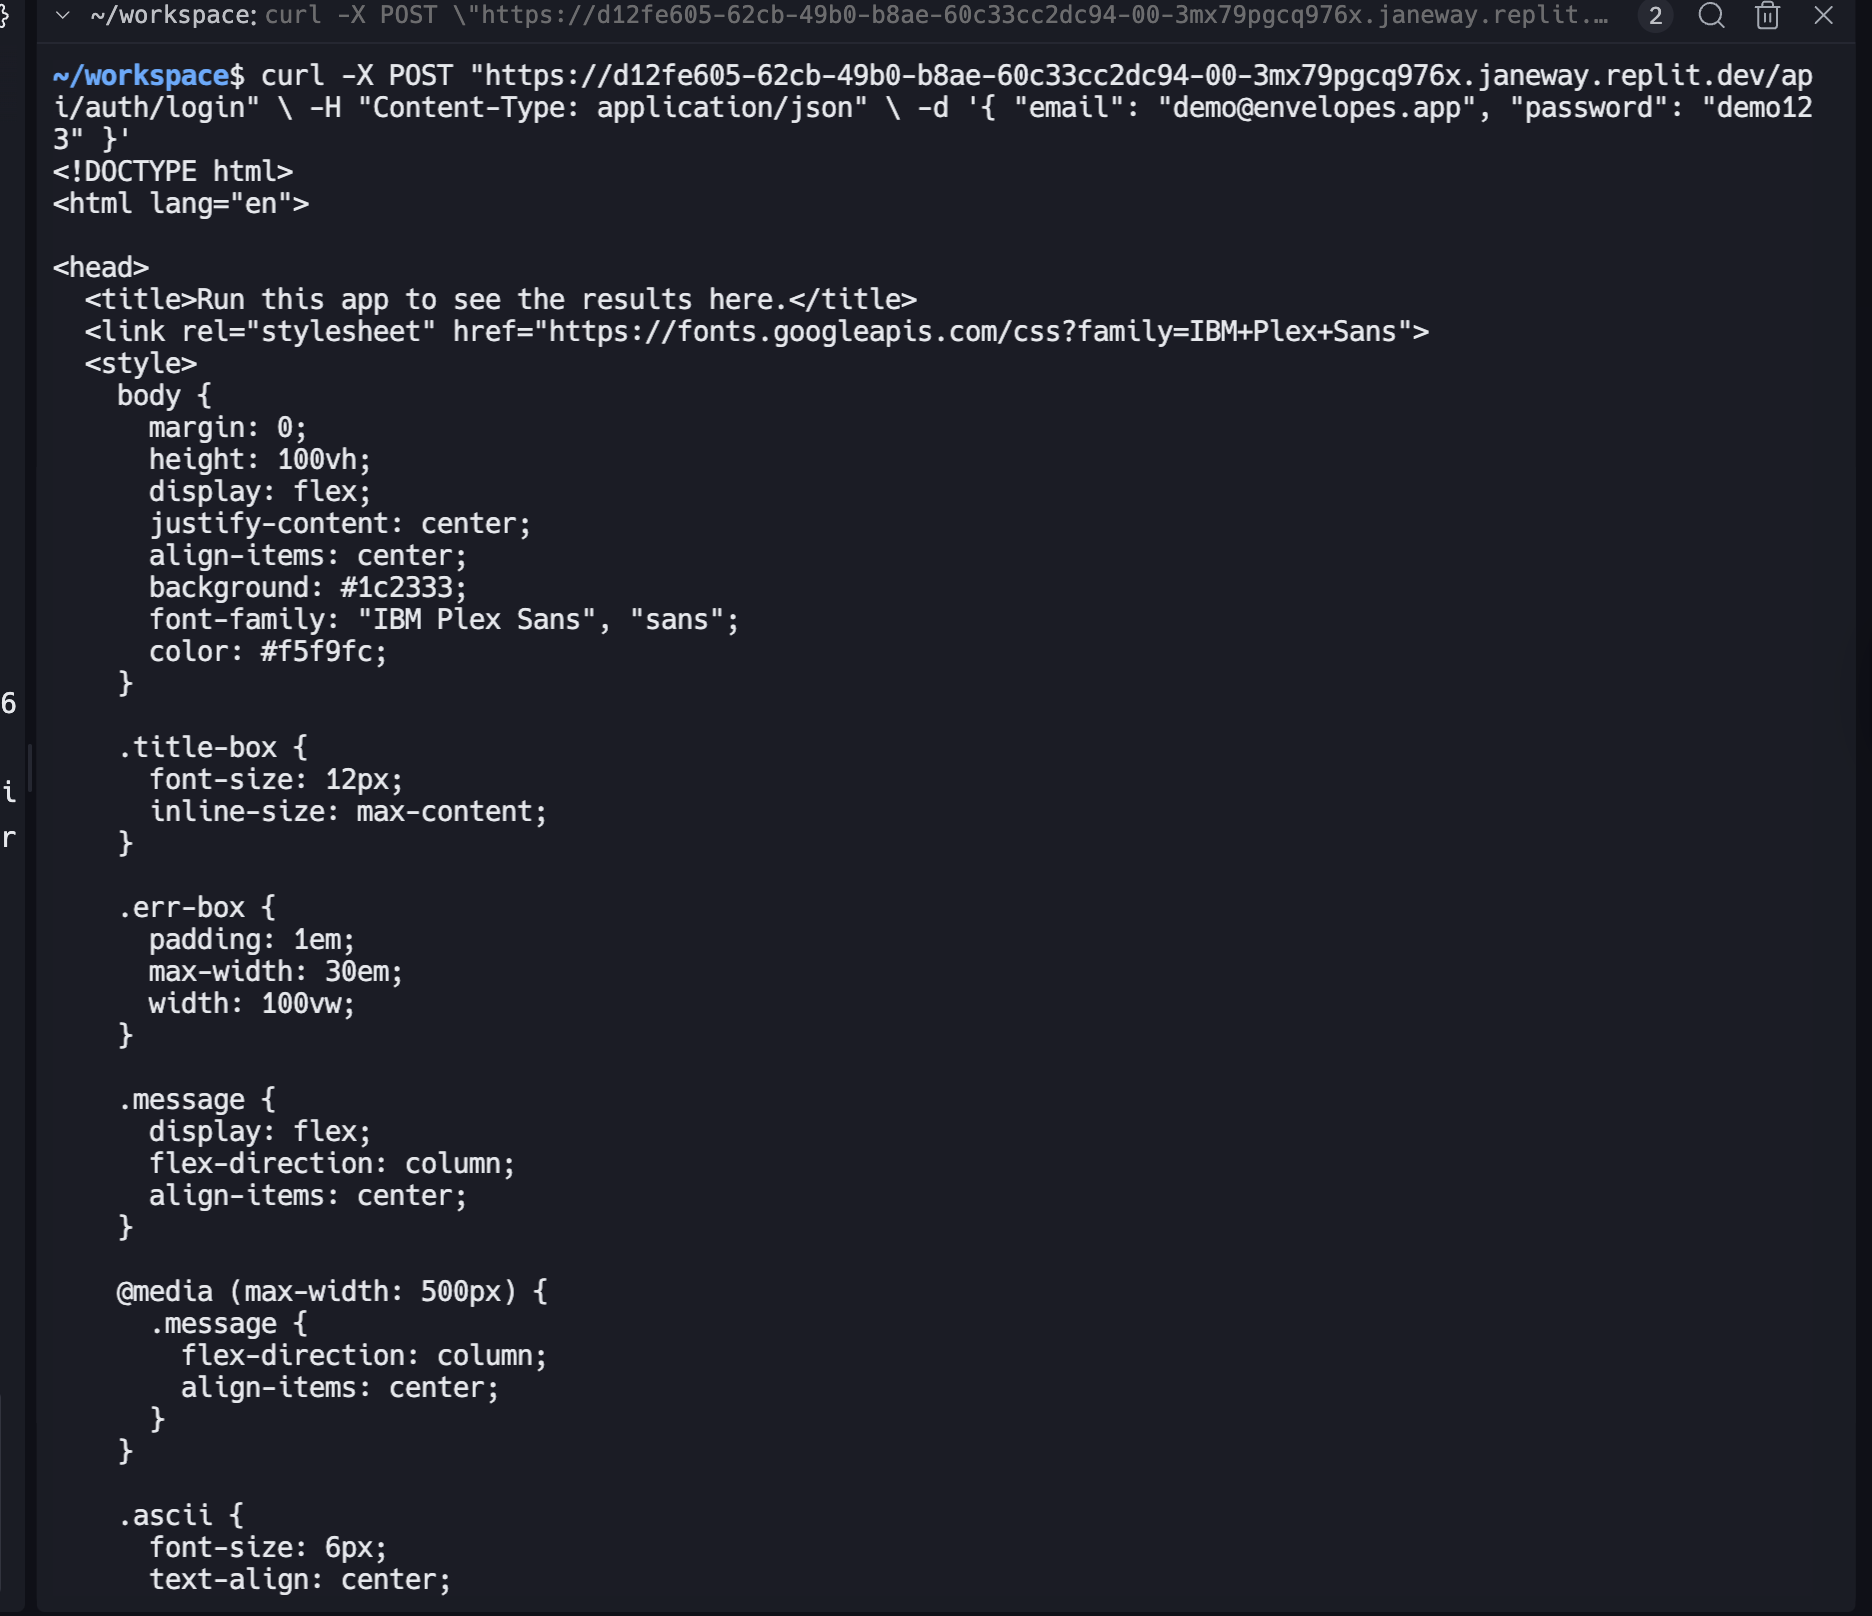 ~/workspace: curl -X POST \"https://d12fe605-62cb-49b0-b8ae-60c33cc2dc94-00-3mx79pgcq976x.janeway.replit.… 2
~/workspace$ curl -X POST "https://d12fe605-62cb-49b0-b8ae-60c33cc2dc94-00-3mx79pgcq976x.janeway.replit.dev/ap
i/auth/login" \ -H "Content-Type: application/json" \ -d '{ "email": "demo@envelopes.app", "password": "demo12
3" }'
<!DOCTYPE html>
<html lang="en">

<head>
  <title>Run this app to see the results here.</title>
  <link rel="stylesheet" href="https://fonts.googleapis.com/css?family=IBM+Plex+Sans">
  <style>
    body {
      margin: 0;
      height: 100vh;
      display: flex;
      justify-content: center;
      align-items: center;
      background: #1c2333;
      font-family: "IBM Plex Sans", "sans";
      color: #f5f9fc;
    }

    .title-box {
      font-size: 12px;
      inline-size: max-content;
    }

    .err-box {
      padding: 1em;
      max-width: 30em;
      width: 100vw;
    }

    .message {
      display: flex;
      flex-direction: column;
      align-items: center;
    }

    @media (max-width: 500px) {
      .message {
        flex-direction: column;
        align-items: center;
      }
    }

    .ascii {
      font-size: 6px;
      text-align: center;
}
6
i
r